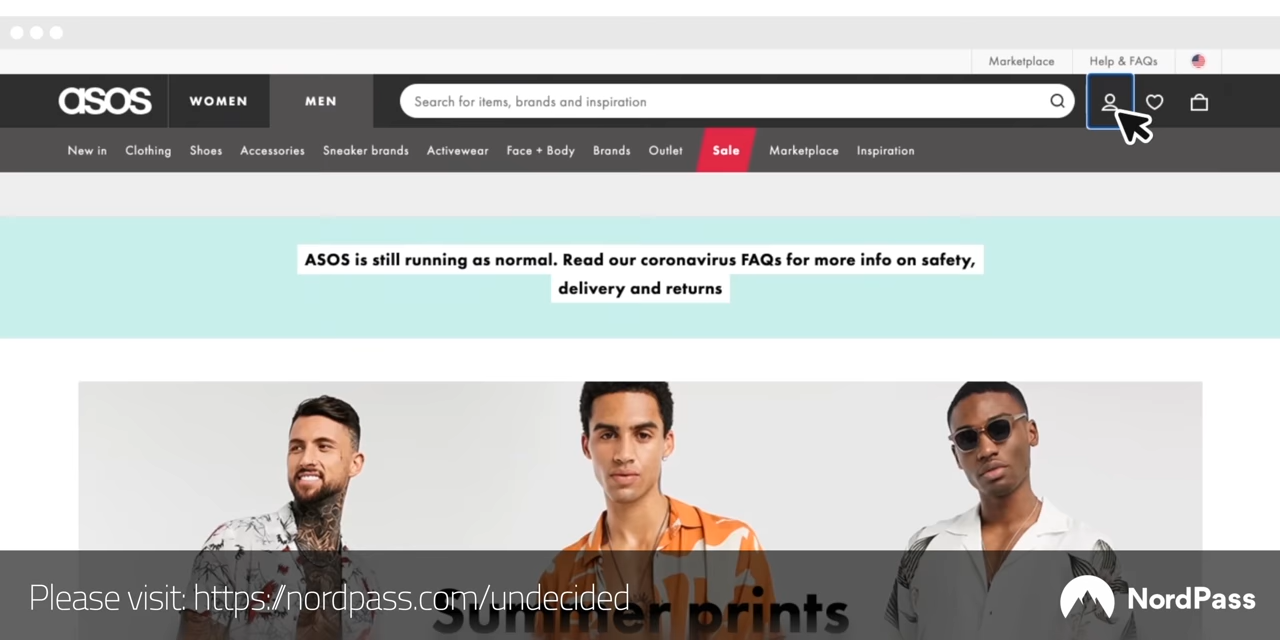 Marketplace
Help & FAQs
asos
WOMEN
MEN
Search for items, brands and inspiration
New in
Clothing
Shoes
Accessories
Sneaker brands
Activewear
Face + Body
Brands
Outlet
Sale
Marketplace
Inspiration
ASOS is still running as normal. Read our coronavirus FAQs for more info on safety,
delivery and returns
Summer prints
Please visit: https://nordpass.com/undecided
NordPass